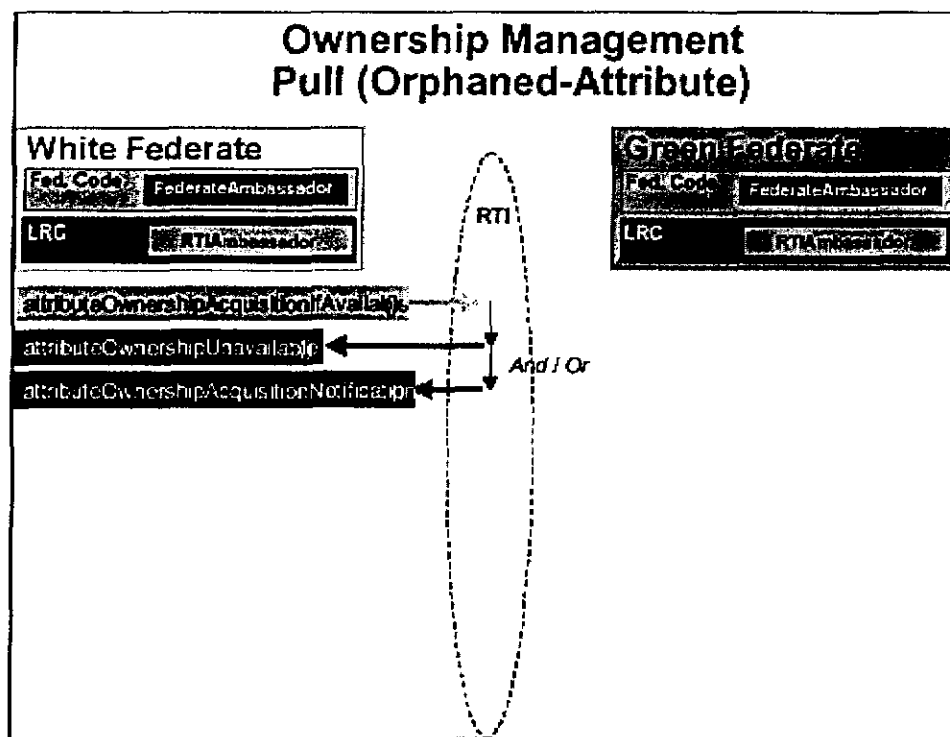 Ownership Management
Pull (Orphaned-Attribute)
White Federate
Fed. Code
FederateAmbassador
LRC
RTIAmbassador
Green Federate
Fed. Code
FederateAmbassador
LRC
RTIAmbassador
RTI
attributeOwnershipAcquisitionIfAvailable
attributeOwnershipUnavailable
And / Or
attributeOwnershipAcquisitionNotification